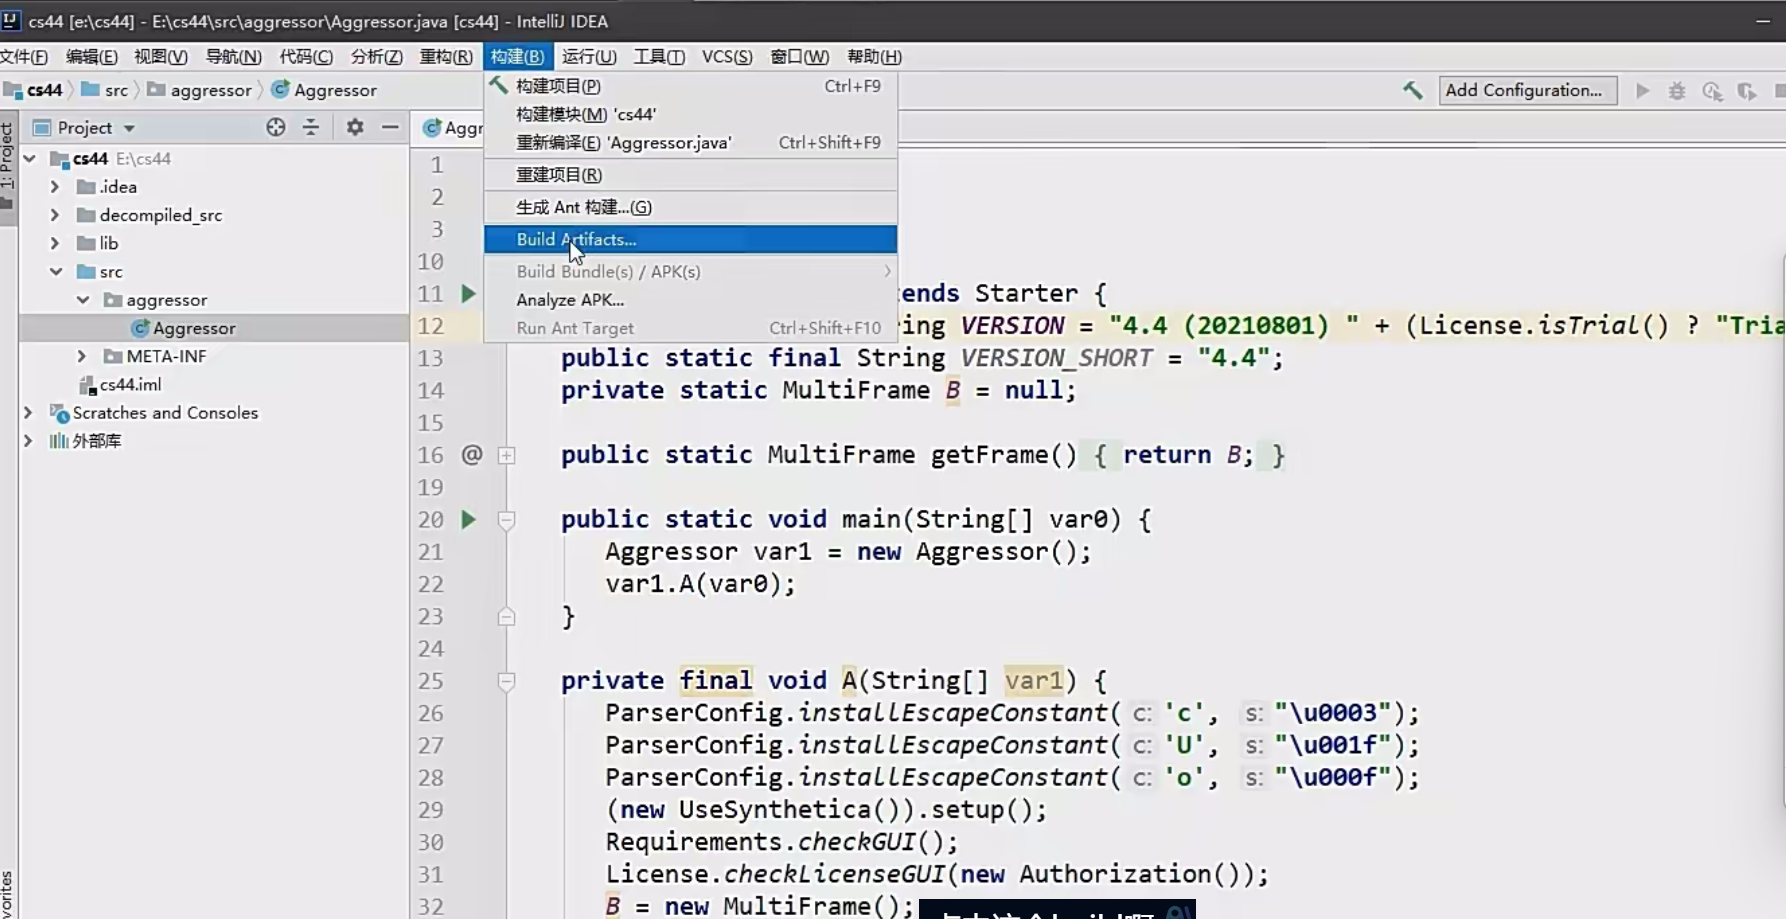 cs44 [e:\cs44] - E:\cs44\src\aggressor\Aggressor.java [cs44] - IntelliJ IDEA
文件(F) 编辑(E) 视图(V) 导航(N) 代码(C) 分析(Z) 重构(R) 构建(B) 运行(U) 工具(T) VCS(S) 窗口(W) 帮助(H)
cs44 src aggressor Aggressor Add Configuration...
1: Project
Project
cs44 E:\cs44
.idea
decompiled_src
lib
src
aggressor
Aggressor
META-INF
cs44.iml
Scratches and Consoles
外部库
构建项目(P) Ctrl+F9
构建模块(M) 'cs44'
重新编译(E) 'Aggressor.java' Ctrl+Shift+F9
重建项目(R)
生成 Ant 构建...(G)
Build Artifacts...
Build Bundle(s) / APK(s)
Analyze APK...
Run Ant Target Ctrl+Shift+F10
Aggr
1
2
3
10
11 ends Starter {
12 ing VERSION = "4.4 (20210801) " + (License.isTrial() ? "Tria
13 public static final String VERSION_SHORT = "4.4";
14 private static MultiFrame B = null;
15
16 @ public static MultiFrame getFrame() { return B; }
19
20 public static void main(String[] var0) {
21 Aggressor var1 = new Aggressor();
22 var1.A(var0);
23 }
24
25 private final void A(String[] var1) {
26 ParserConfig.installEscapeConstant( c: 'c', s: "\u0003");
27 ParserConfig.installEscapeConstant( c: 'U', s: "\u001f");
28 ParserConfig.installEscapeConstant( c: 'o', s: "\u000f");
29 (new UseSynthetica()).setup();
30 Requirements.checkGUI();
31 License.checkLicenseGUI(new Authorization());
32 B = new MultiFrame();